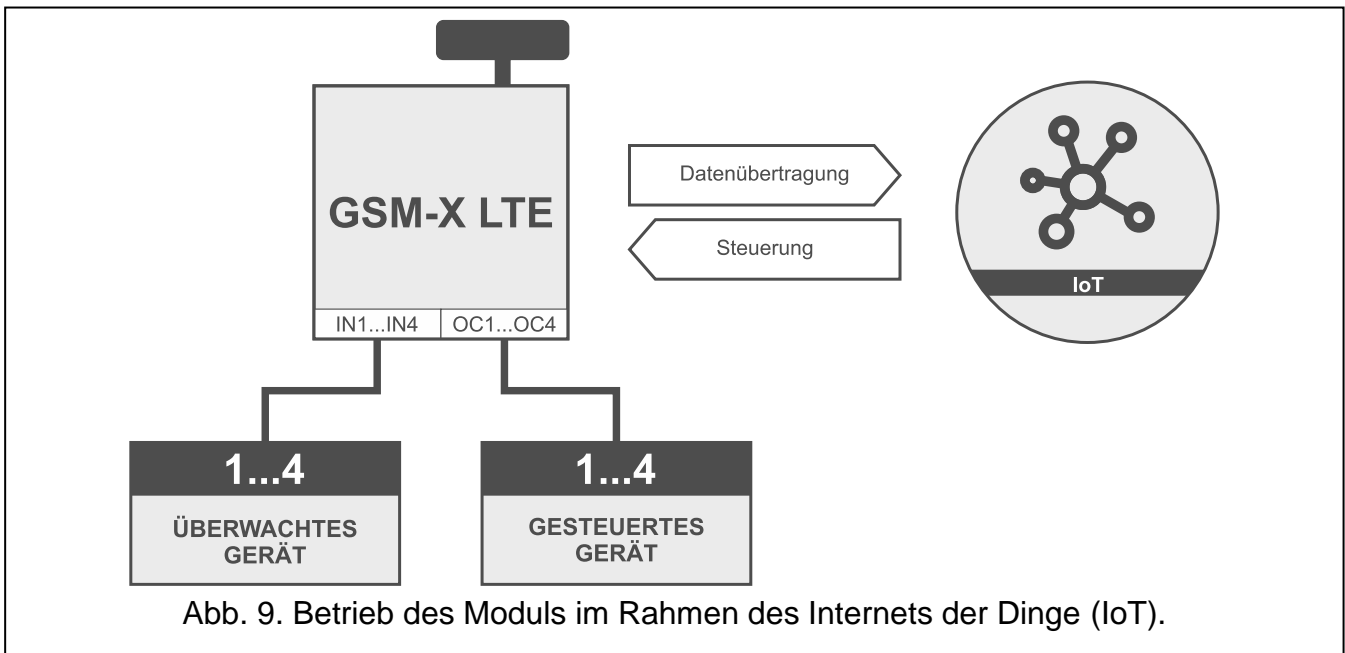 GSM-X LTE
IN1...IN4
OC1...OC4
Datenübertragung
Steuerung
IoT
1...4
ÜBERWACHTES
GERÄT
1...4
GESTEUERTES
GERÄT
Abb. 9. Betrieb des Moduls im Rahmen des Internets der Dinge (IoT).